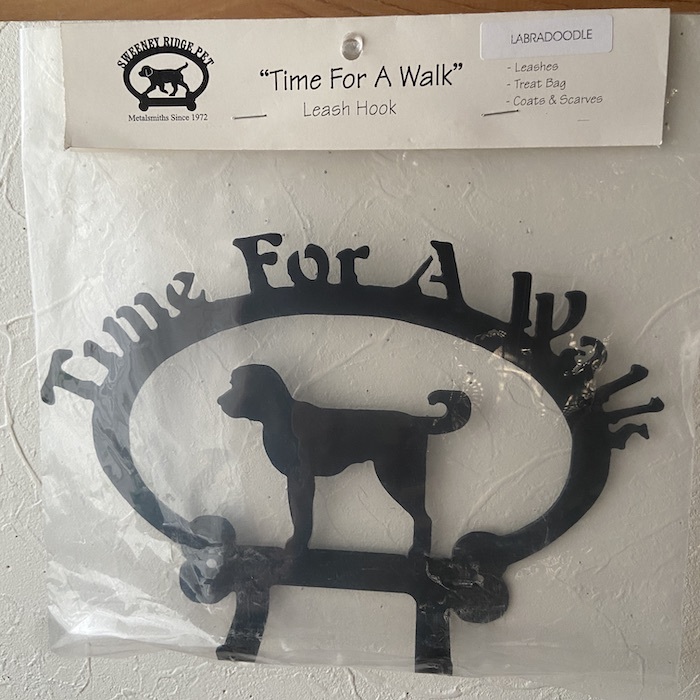 SWEENEY RIDGE PET
Metalsmiths Since 1972
"Time For A Walk"
Leash Hook
LABRADOODLE
- Leashes
- Treat Bag
- Coats & Scarves
Time For A Walk